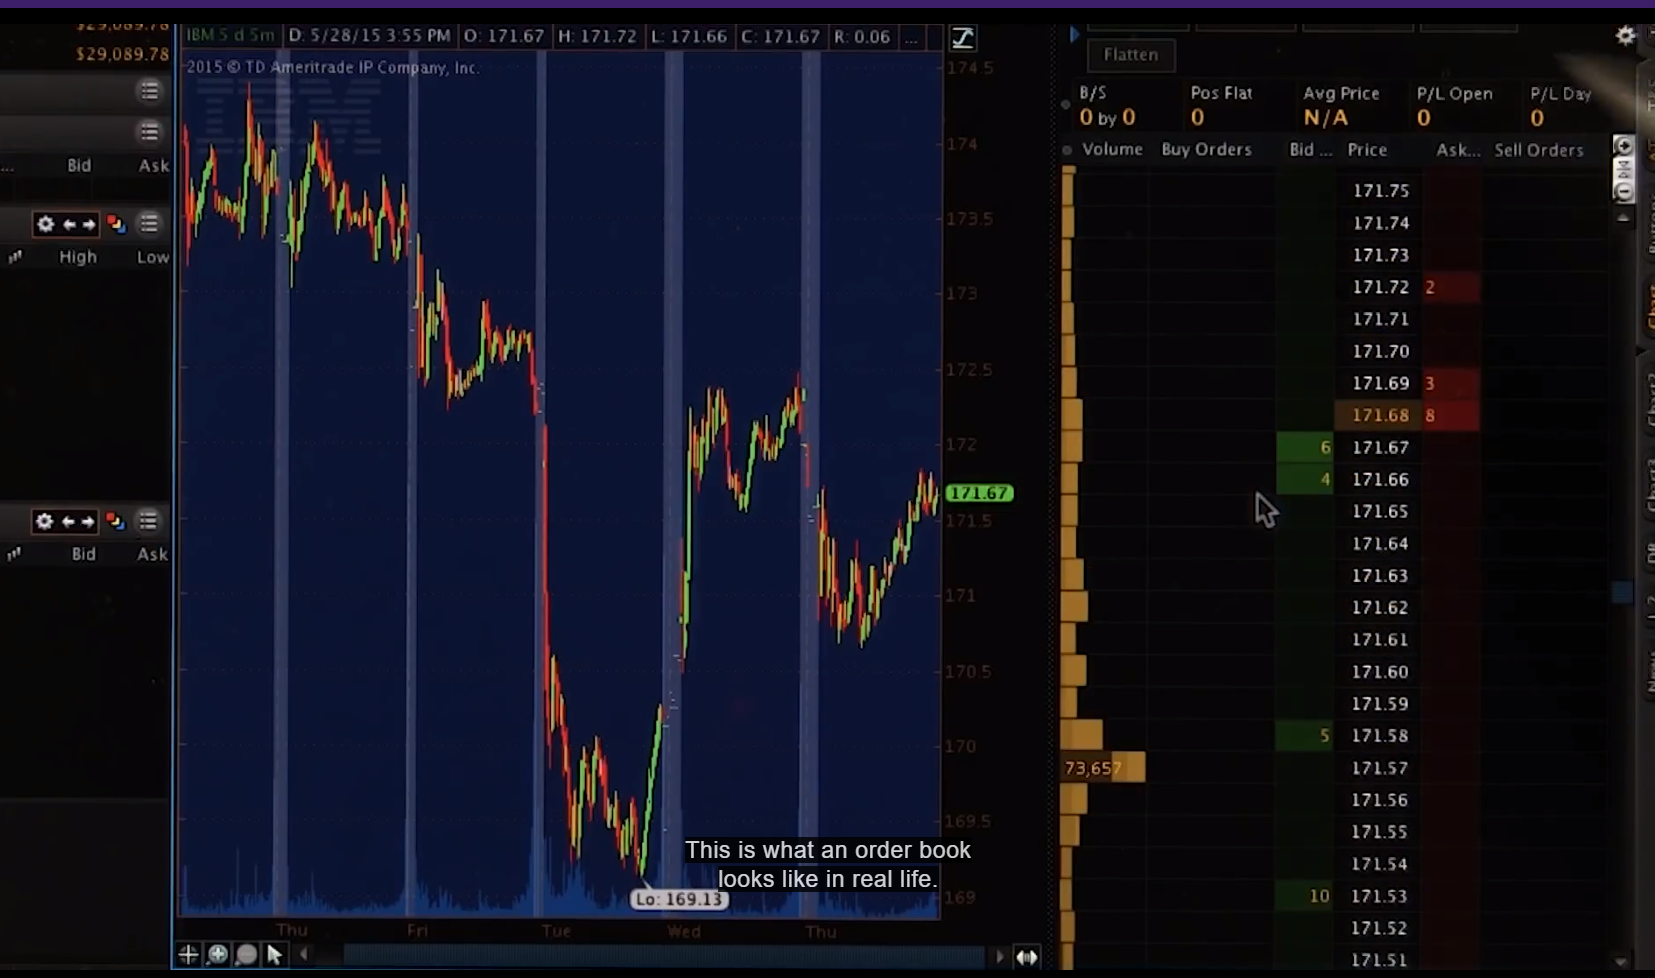 $29,089.78
$29,089.78
Bid Ask
High Low
Bid Ask
IBM 5 d 5m D: 5/28/15 3:55 PM O: 171.67 H: 171.72 L: 171.66 C: 171.67 R: 0.06 ...
2015 © TD Ameritrade IP Company, Inc.
IBM
174.5
174
173.5
173
172.5
172
171.67
171.5
171
170.5
170
169.5
169
Lo: 169.13
Thu Fri Tue Wed Thu
Flatten
B/S Pos Flat Avg Price P/L Open P/L Day
0 by 0 0 N/A 0 0
Volume Buy Orders Bid ... Price Ask... Sell Orders
171.75
171.74
171.73
171.72 2
171.71
171.70
171.69 3
171.68 8
6 171.67
4 171.66
171.65
171.64
171.63
171.62
171.61
171.60
171.59
5 171.58
73,657 171.57
171.56
171.55
171.54
10 171.53
171.52
171.51
This is what an order book
looks like in real life.